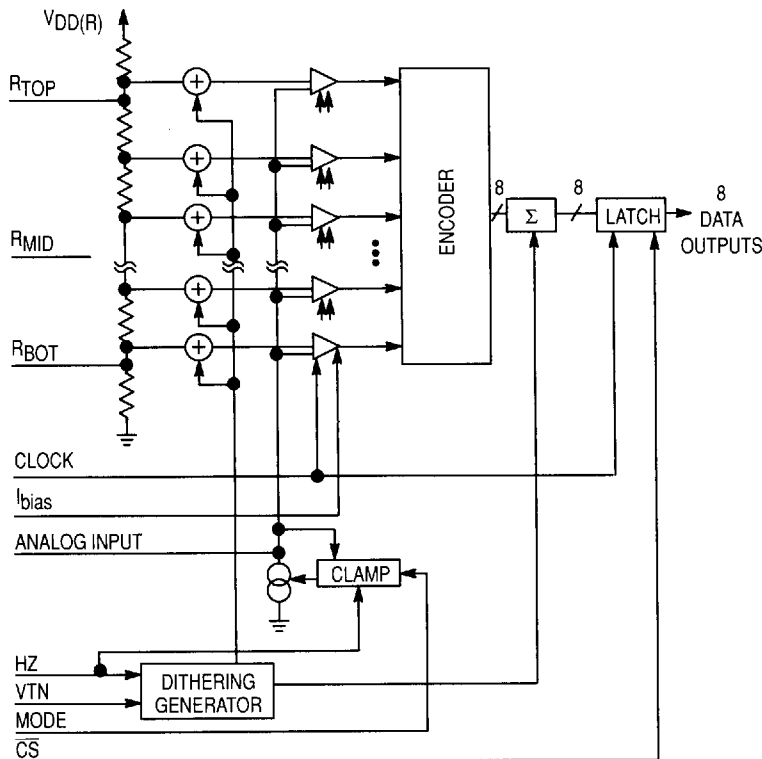 VDD(R)
RTOP
RMID
RBOT
+
+
+
+
+
ENCODER
8
Σ
8
LATCH
8
DATA
OUTPUTS
CLOCK
Ibias
ANALOG INPUT
CLAMP
HZ
VTN
MODE
C̅S̅
DITHERING
GENERATOR